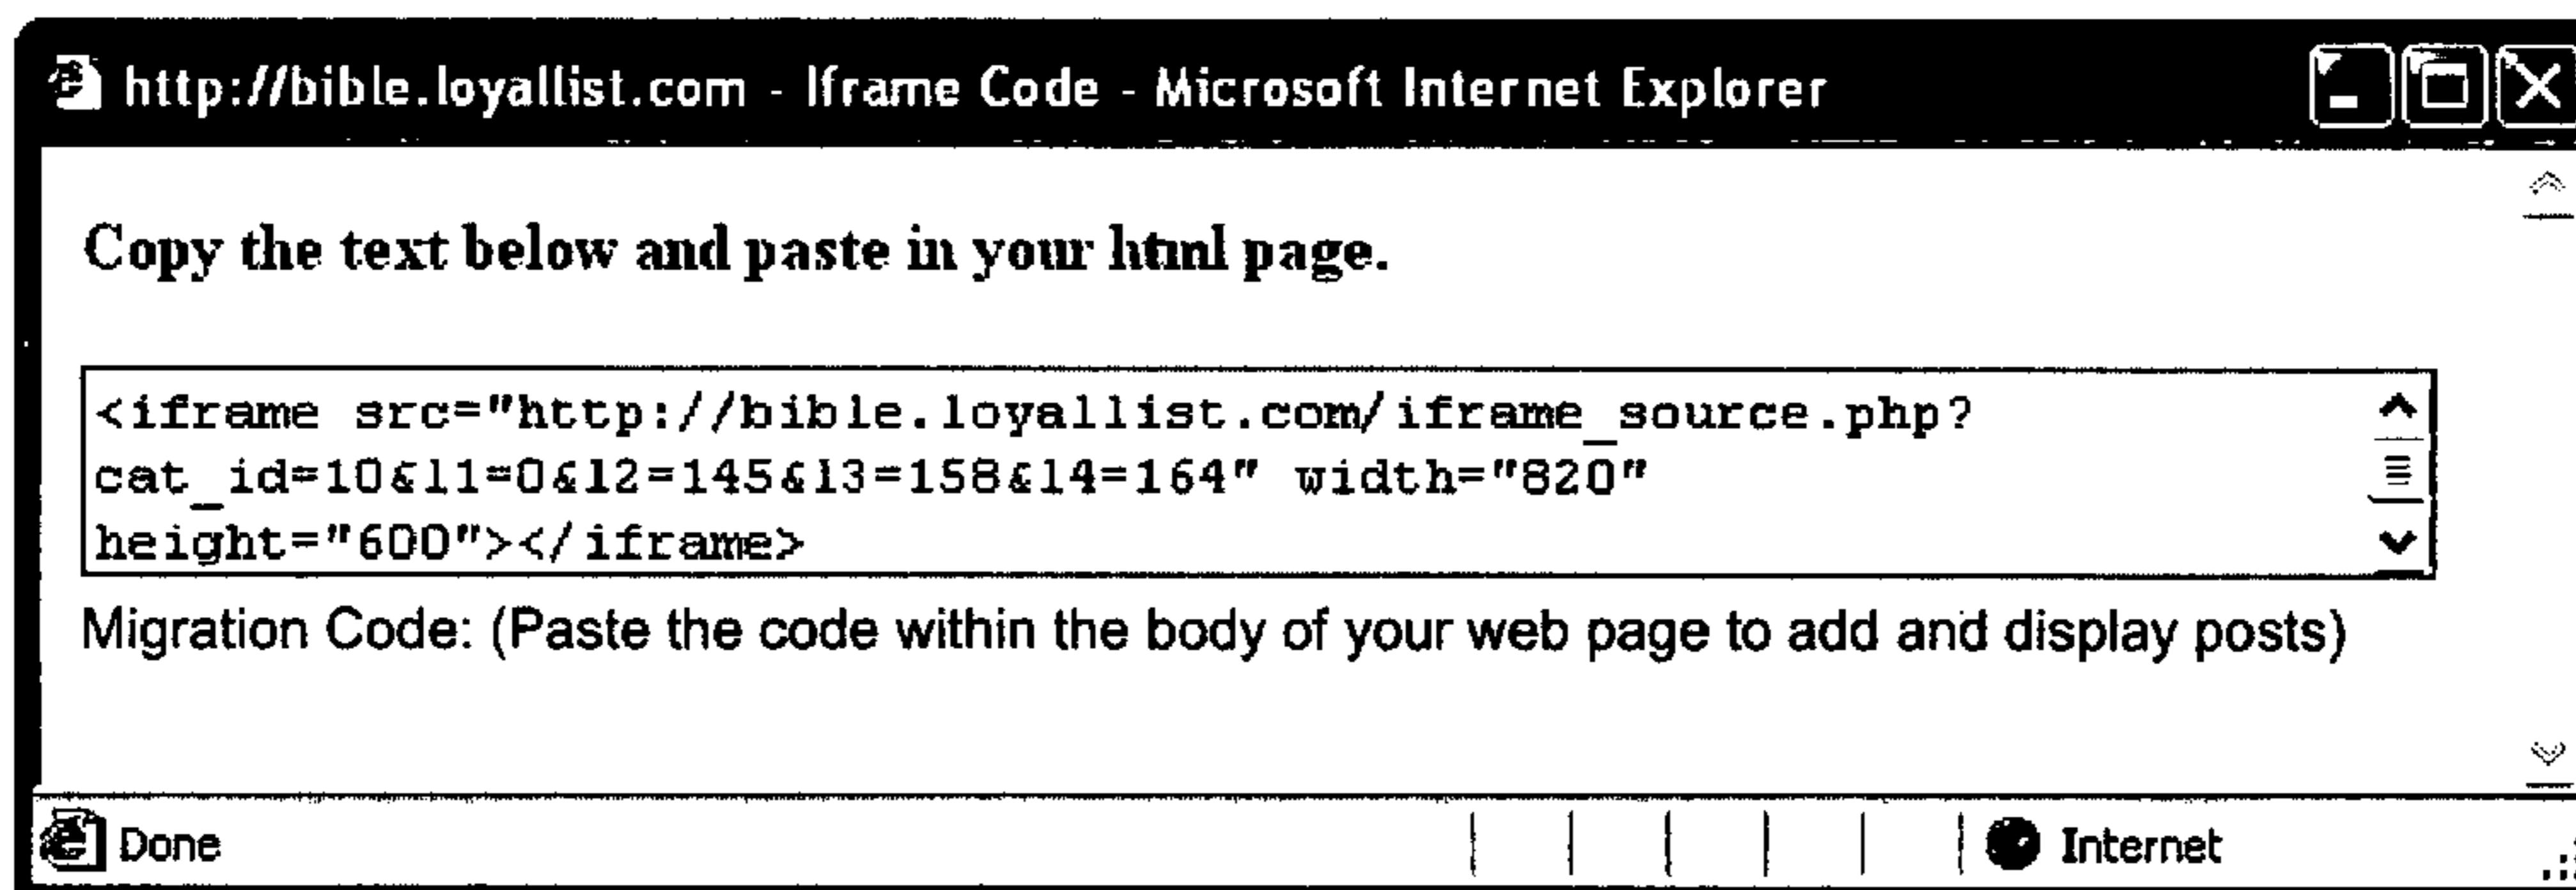 http://bible.loyallist.com - Iframe Code - Microsoft Internet Explorer
Copy the text below and paste in your html page.
<iframe src="http://bible.loyallist.com/iframe_source.php?
cat_id=10&l1=0&l2=145&l3=158&l4=164" width="820"
height="600"></iframe>
Migration Code: (Paste the code within the body of your web page to add and display posts)
Done
Internet